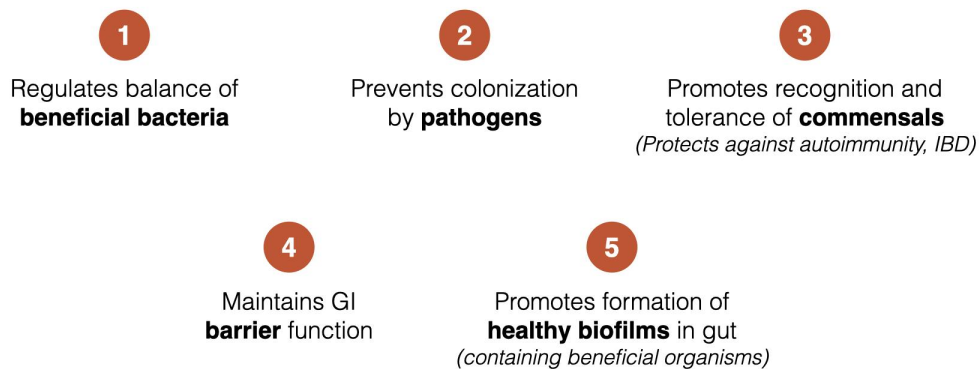 1
Regulates balance of
beneficial bacteria
2
Prevents colonization
by pathogens
3
Promotes recognition and
tolerance of commensals
(Protects against autoimmunity, IBD)
4
Maintains GI
barrier function
5
Promotes formation of
healthy biofilms in gut
(containing beneficial organisms)